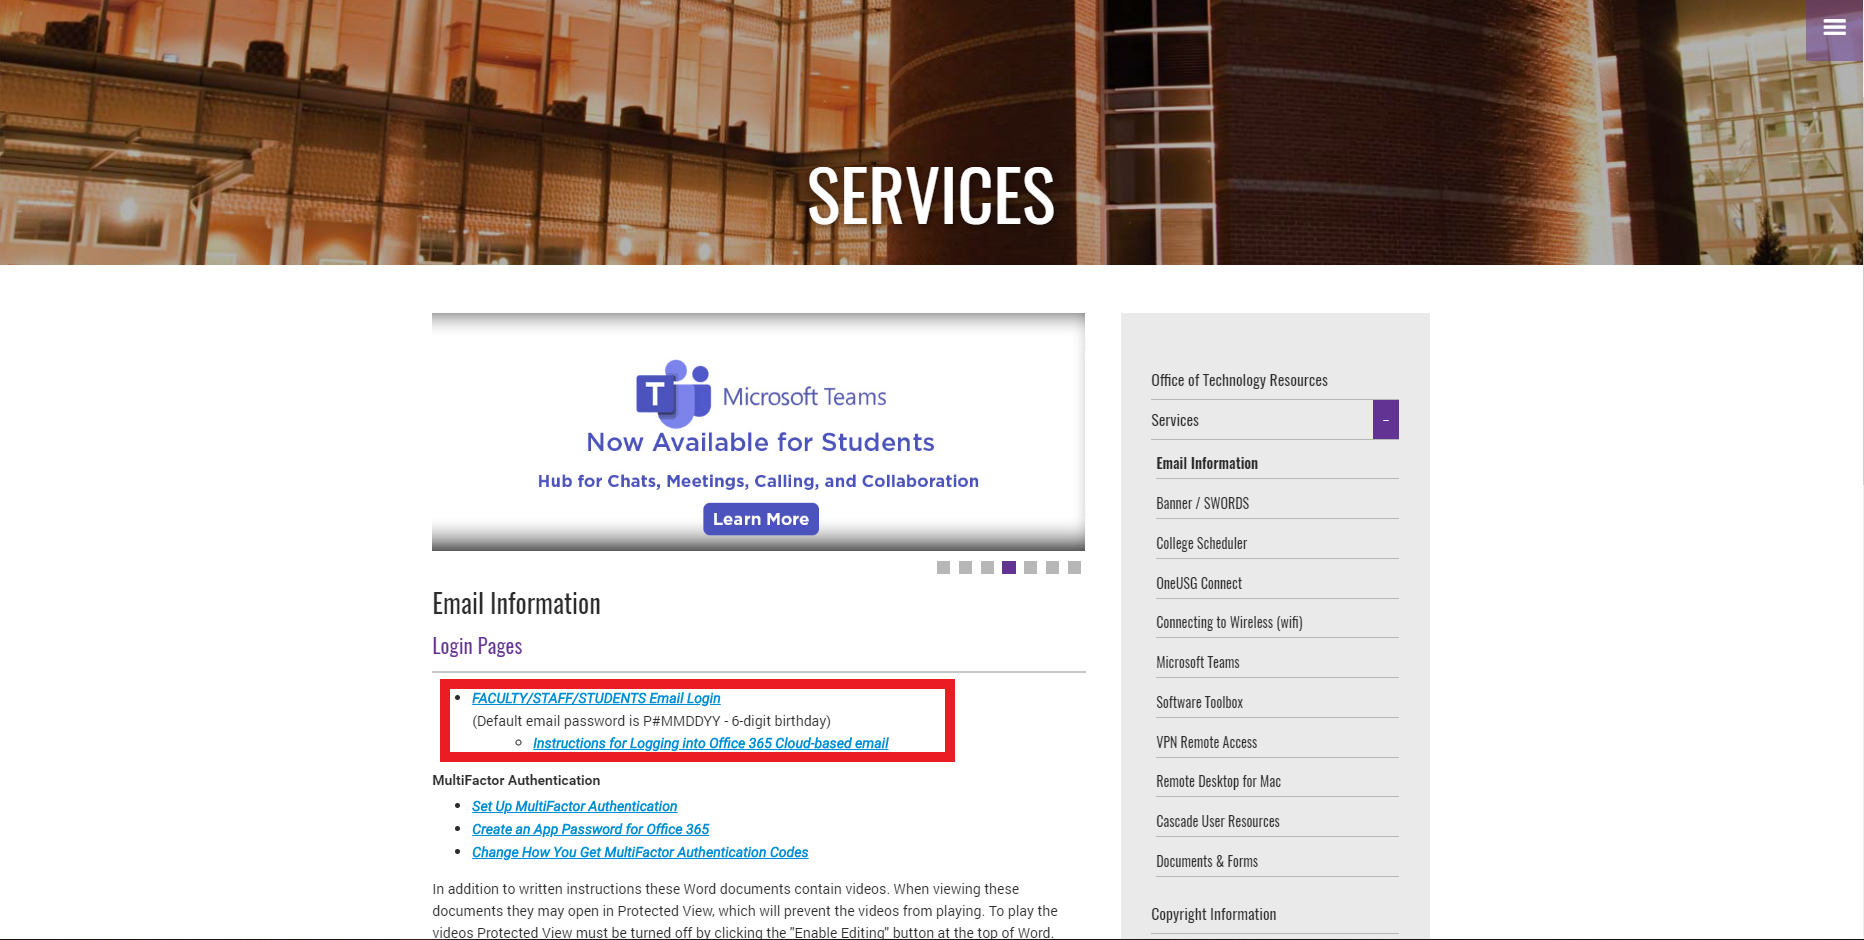 SERVICES
T Microsoft Teams
Now Available for Students
Hub for Chats, Meetings, Calling, and Collaboration
Learn More
Email Information
Login Pages
FACULTY/STAFF/STUDENTS Email Login
(Default email password is P#MMDDYY - 6-digit birthday)
Instructions for Logging into Office 365 Cloud-based email
MultiFactor Authentication
Set Up MultiFactor Authentication
Create an App Password for Office 365
Change How You Get MultiFactor Authentication Codes
In addition to written instructions these Word documents contain videos. When viewing these
documents they may open in Protected View, which will prevent the videos from playing. To play the
videos Protected View must be turned off by clicking the "Enable Editing" button at the top of Word.
Office of Technology Resources
Services
Email Information
Banner / SWORDS
College Scheduler
OneUSG Connect
Connecting to Wireless (wifi)
Microsoft Teams
Software Toolbox
VPN Remote Access
Remote Desktop for Mac
Cascade User Resources
Documents & Forms
Copyright Information